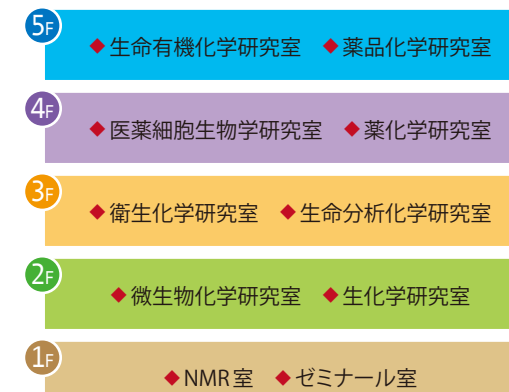 5F
◆生命有機化学研究室 ◆薬品化学研究室
4F
◆医薬細胞生物学研究室 ◆薬化学研究室
3F
◆衛生化学研究室 ◆生命分析化学研究室
2F
◆微生物化学研究室 ◆生化学研究室
1F
◆NMR室 ◆ゼミナール室